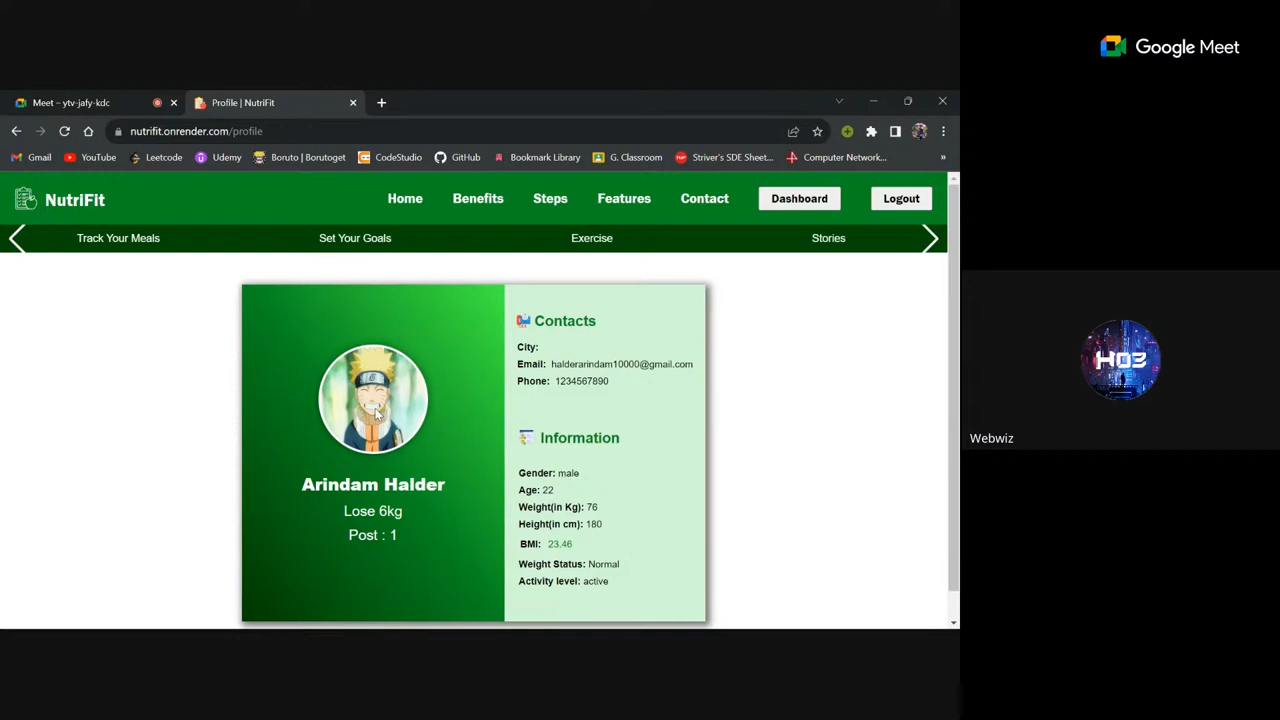 Google Meet
Meet – ytv-jafy-kdc
Profile | NutriFit
nutrifit.onrender.com/profile
Gmail YouTube Leetcode Udemy Boruto | Borutoget CodeStudio GitHub Bookmark Library G. Classroom Striver's SDE Sheet... Computer Network... »
NutriFit Home Benefits Steps Features Contact Dashboard Logout
Track Your Meals Set Your Goals Exercise Stories
Contacts
City:
Email: halderarindam10000@gmail.com
Phone: 1234567890
Arindam Halder
Lose 6kg
Post : 1
Information
Gender: male
Age: 22
Weight(in Kg): 76
Height(in cm): 180
BMI: 23.46
Weight Status: Normal
Activity level: active
H03
Webwiz